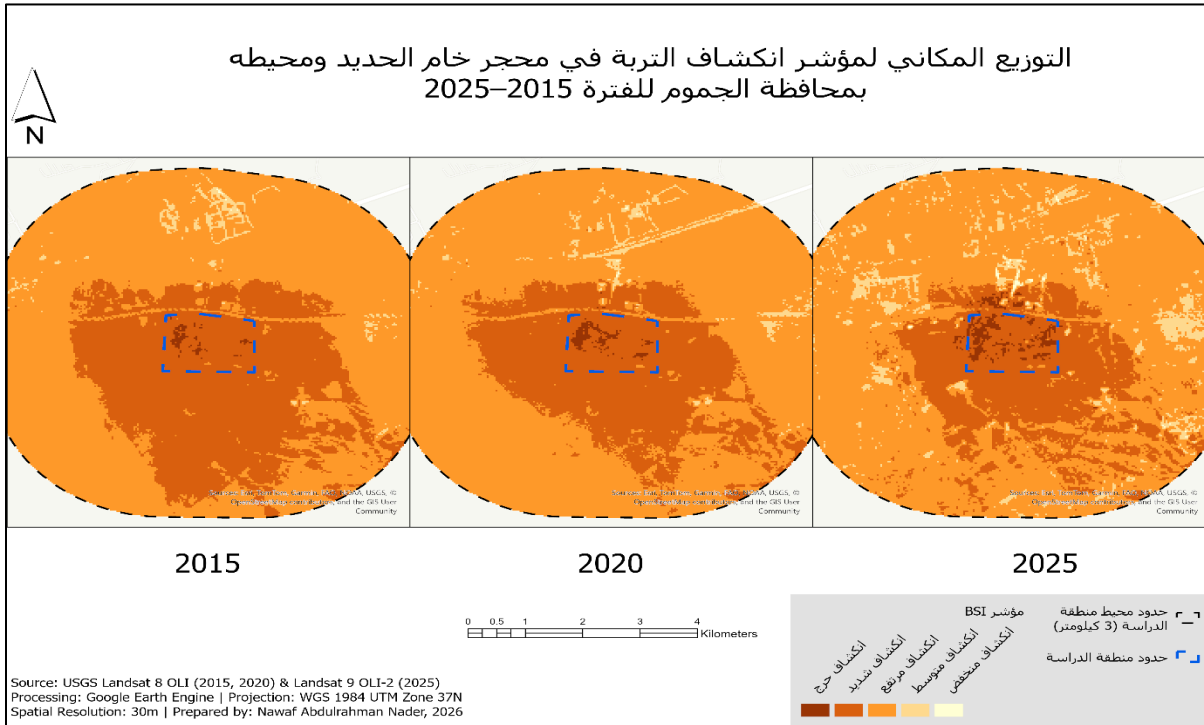 التوزيع المكاني لمؤشر انكشاف التربة في محجر خام الحديد ومحيطه
بمحافظة الجموم للفترة 2015–2025
N
Community
Community
Community
2015
2020
2025
0 0.5 1 2 3 4
Kilometers
حدود محيط منطقة
الدراسة (3 كيلومتر)
حدود منطقة الدراسة
مؤشر BSI
انكشاف حرج
انكشاف شديد
انكشاف مرتفع
انكشاف متوسط
انكشاف منخفض
Source: USGS Landsat 8 OLI (2015, 2020) & Landsat 9 OLI-2 (2025)
Processing: Google Earth Engine | Projection: WGS 1984 UTM Zone 37N
Spatial Resolution: 30m | Prepared by: Nawaf Abdulrahman Nader, 2026